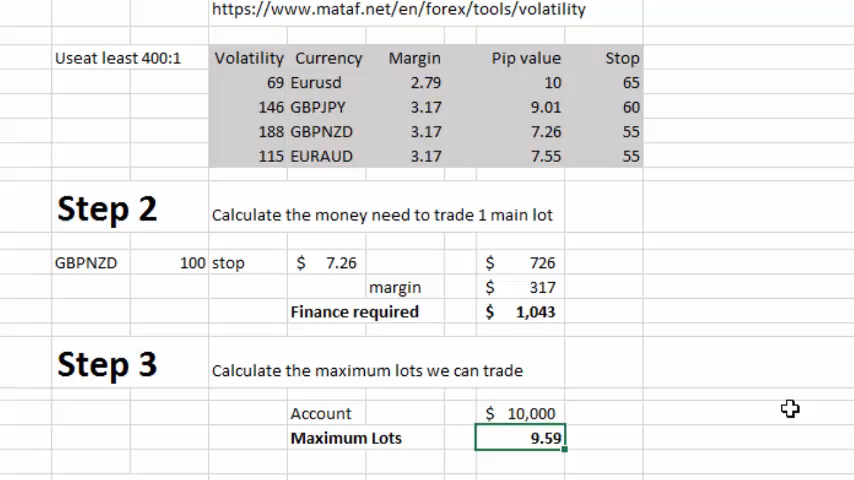 https://www.mataf.net/en/forex/tools/volatility
Useat least 400:1 Volatility Currency Margin Pip value Stop
69 Eurusd 2.79 10 65
146 GBPJPY 3.17 9.01 60
188 GBPNZD 3.17 7.26 55
115 EURAUD 3.17 7.55 55
Step 2 Calculate the money need to trade 1 main lot
GBPNZD 100 stop $ 7.26 $ 726
margin $ 317
Finance required $ 1,043
Step 3 Calculate the maximum lots we can trade
Account $ 10,000
Maximum Lots 9.59